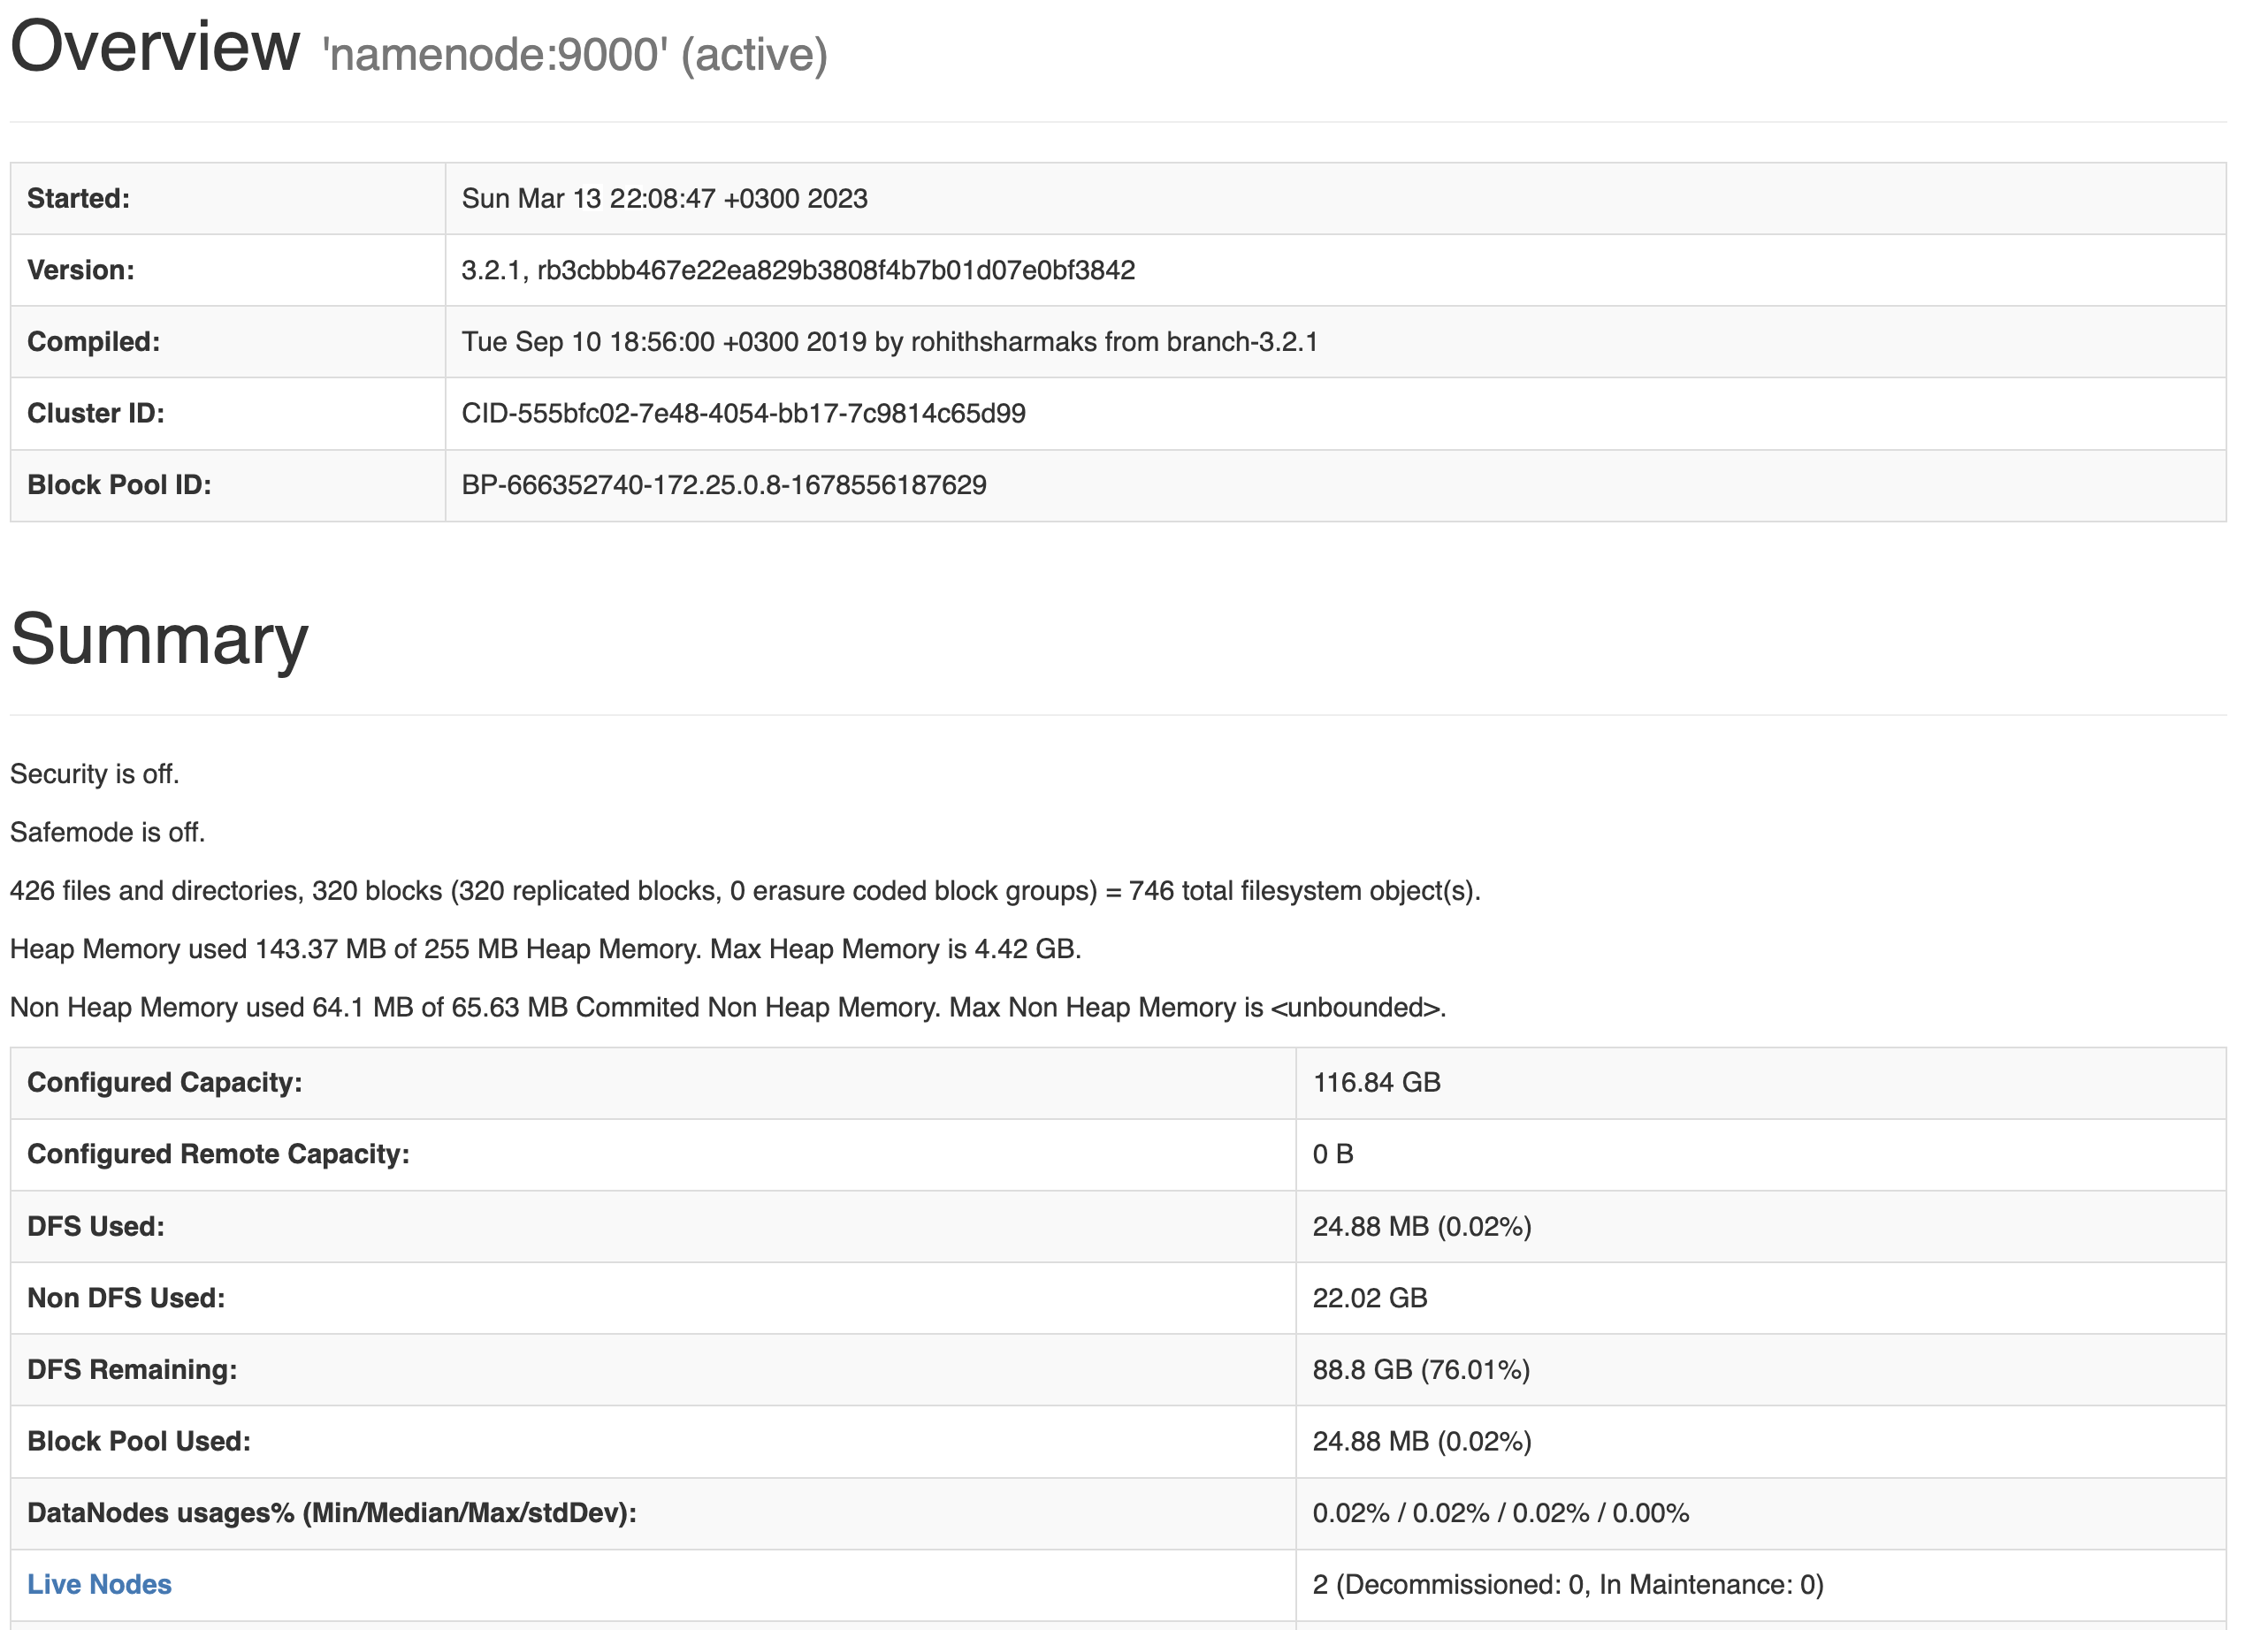 Overview 'namenode:9000' (active)
Started: Sun Mar 13 22:08:47 +0300 2023
Version: 3.2.1, rb3cbbb467e22ea829b3808f4b7b01d07e0bf3842
Compiled: Tue Sep 10 18:56:00 +0300 2019 by rohithsharmaks from branch-3.2.1
Cluster ID: CID-555bfc02-7e48-4054-bb17-7c9814c65d99
Block Pool ID: BP-666352740-172.25.0.8-1678556187629
Summary
Security is off.
Safemode is off.
426 files and directories, 320 blocks (320 replicated blocks, 0 erasure coded block groups) = 746 total filesystem object(s).
Heap Memory used 143.37 MB of 255 MB Heap Memory. Max Heap Memory is 4.42 GB.
Non Heap Memory used 64.1 MB of 65.63 MB Commited Non Heap Memory. Max Non Heap Memory is <unbounded>.
Configured Capacity: 116.84 GB
Configured Remote Capacity: 0 B
DFS Used: 24.88 MB (0.02%)
Non DFS Used: 22.02 GB
DFS Remaining: 88.8 GB (76.01%)
Block Pool Used: 24.88 MB (0.02%)
DataNodes usages% (Min/Median/Max/stdDev): 0.02% / 0.02% / 0.02% / 0.00%
Live Nodes 2 (Decommissioned: 0, In Maintenance: 0)